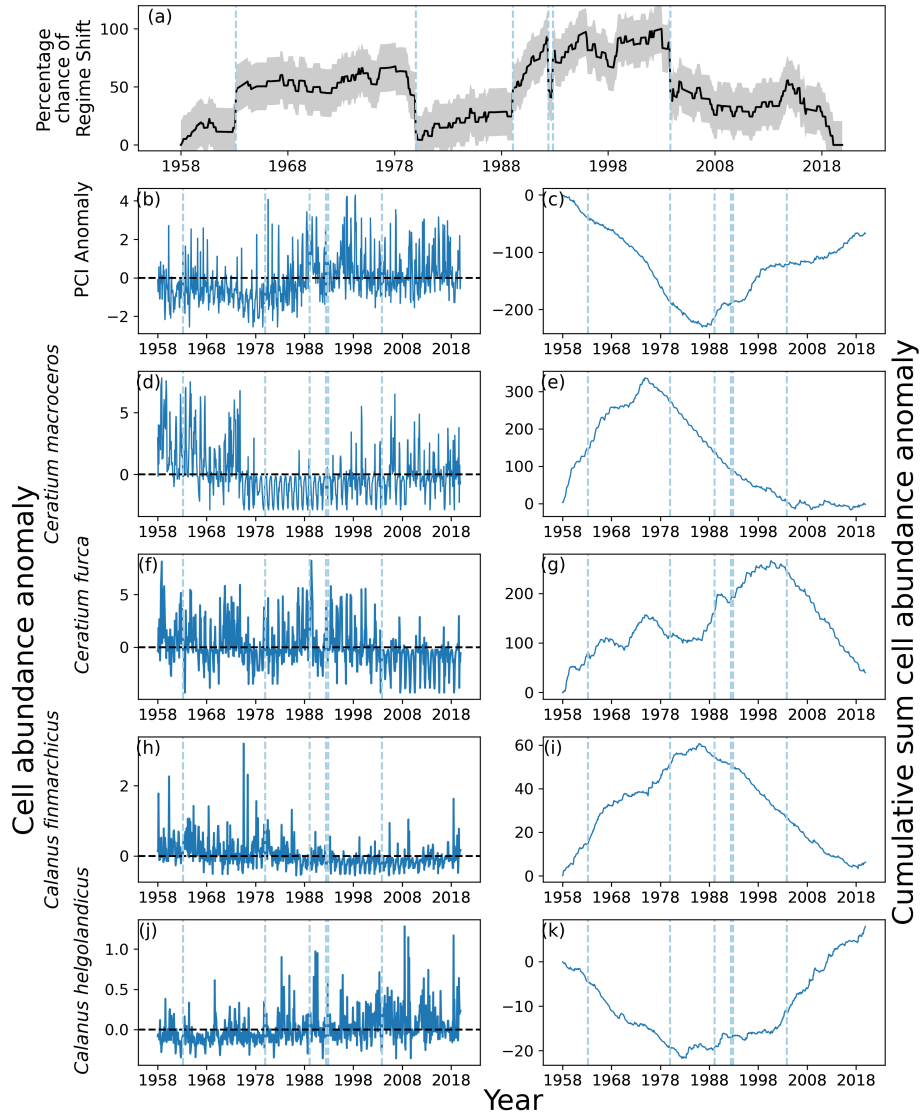 (a)
Percentage
chance of
Regime Shift
100
50
0
1958 1968 1978 1988 1998 2008 2018
(b)
PCI Anomaly
4
2
0
−2
1958 1968 1978 1988 1998 2008 2018
(c)
0
−100
−200
1958 1968 1978 1988 1998 2008 2018
(d)
Ceratium macroceros
5
0
1958 1968 1978 1988 1998 2008 2018
(e)
300
200
100
0
1958 1968 1978 1988 1998 2008 2018
Cell abundance anomaly
Cumulative sum cell abundance anomaly
(f)
Ceratium furca
5
0
1958 1968 1978 1988 1998 2008 2018
(g)
200
100
0
1958 1968 1978 1988 1998 2008 2018
(h)
Calanus finmarchicus
2
0
1958 1968 1978 1988 1998 2008 2018
(i)
60
40
20
0
1958 1968 1978 1988 1998 2008 2018
(j)
Calanus helgolandicus
1.0
0.5
0.0
1958 1968 1978 1988 1998 2008 2018
(k)
0
−10
−20
1958 1968 1978 1988 1998 2008 2018
Year